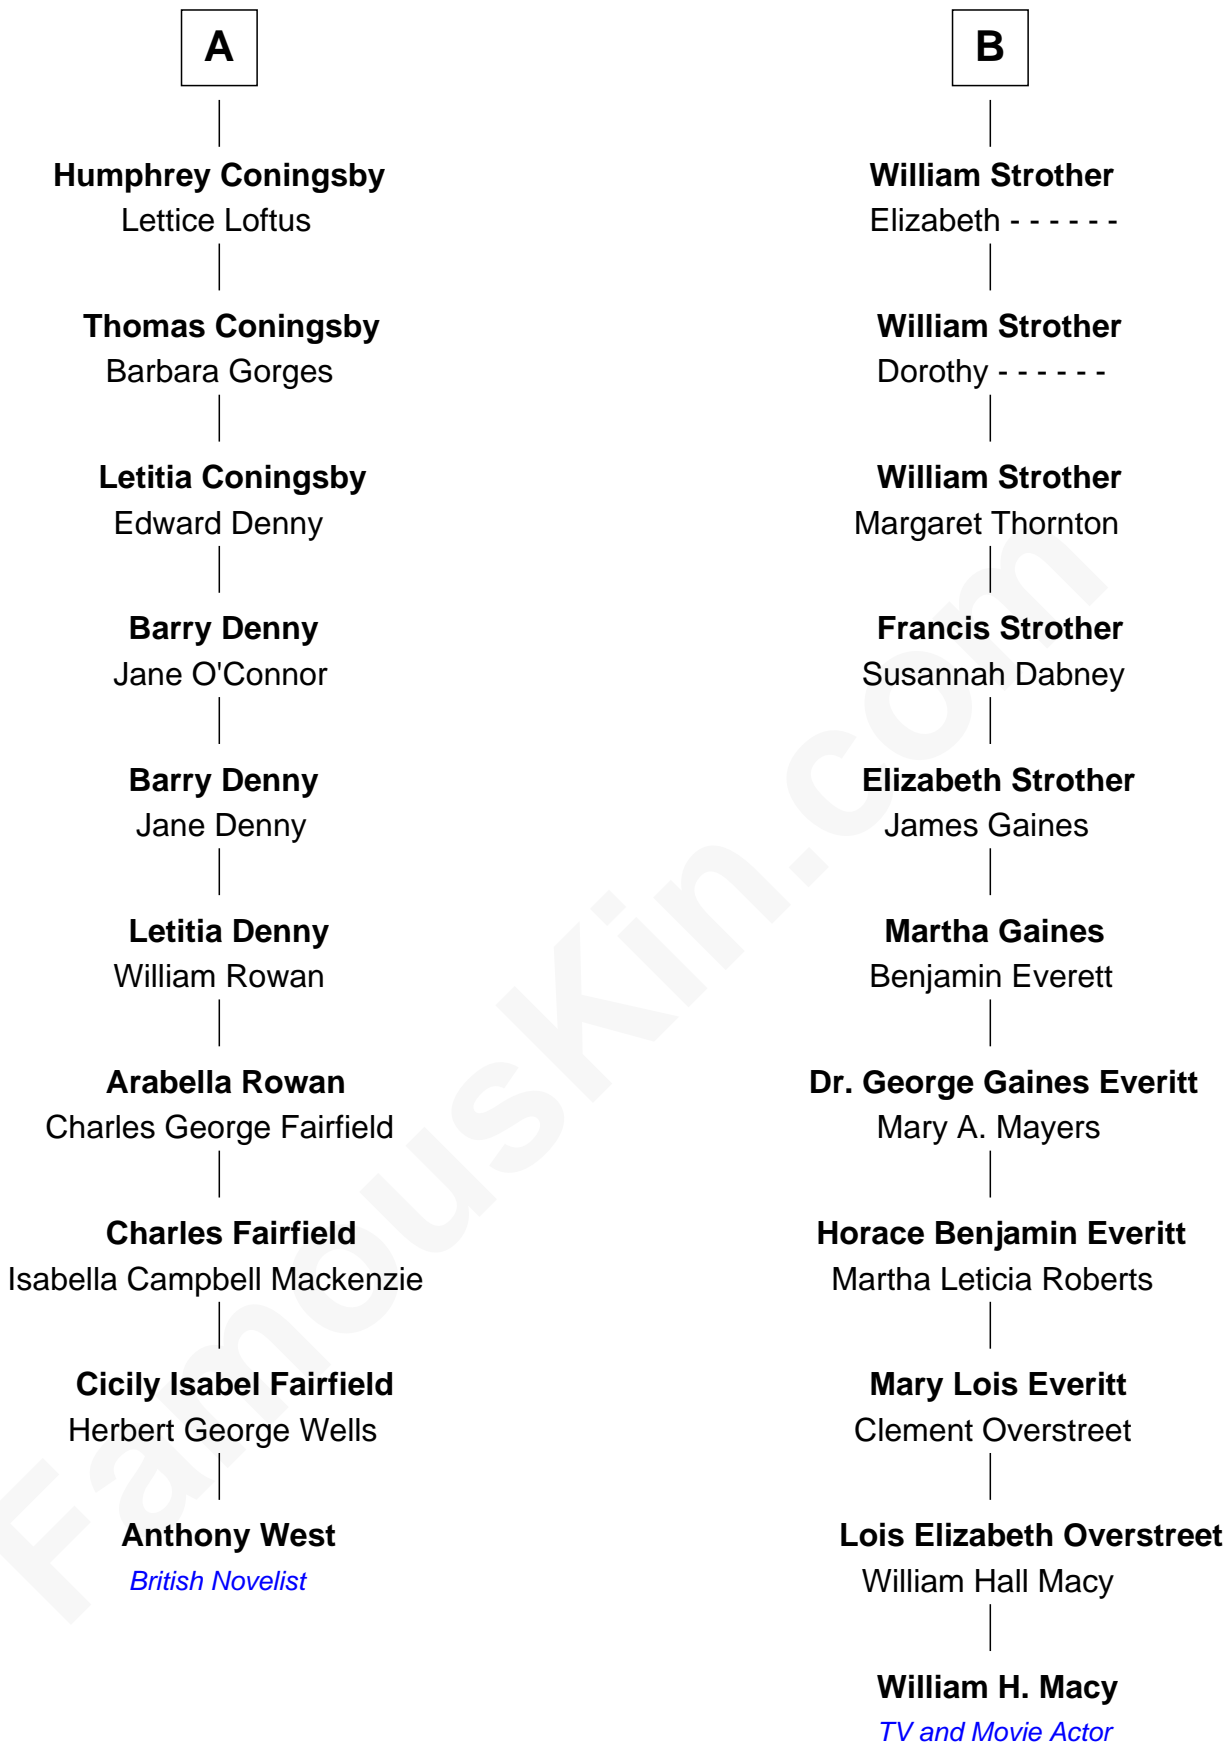 A
Humphrey Coningsby
Lettice Loftus
Thomas Coningsby
Barbara Gorges
Letitia Coningsby
Edward Denny
Barry Denny
Jane O'Connor
Barry Denny
Jane Denny
Letitia Denny
William Rowan
Arabella Rowan
Charles George Fairfield
Charles Fairfield
Isabella Campbell Mackenzie
Cicily Isabel Fairfield
Herbert George Wells
Anthony West
British Novelist
B
William Strother
Elizabeth - - - - - -
William Strother
Dorothy - - - - - -
William Strother
Margaret Thornton
Francis Strother
Susannah Dabney
Elizabeth Strother
James Gaines
Martha Gaines
Benjamin Everett
Dr. George Gaines Everitt
Mary A. Mayers
Horace Benjamin Everitt
Martha Leticia Roberts
Mary Lois Everitt
Clement Overstreet
Lois Elizabeth Overstreet
William Hall Macy
William H. Macy
TV and Movie Actor
FamousKin.com